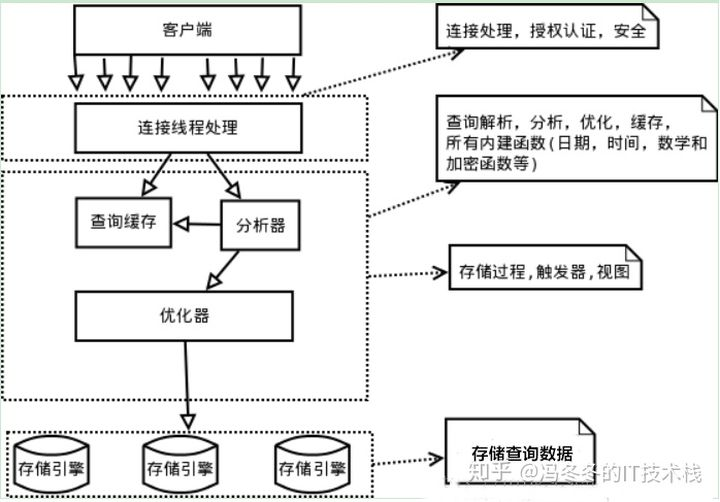 客户端
连接处理，授权认证，安全
连接线程处理
查询解析，分析，优化，缓存，
所有内建函数(日期，时间，数学和
加密函数等)
查询缓存
分析器
存储过程,触发器,视图
优化器
存储引擎
存储引擎
存储引擎
存储查询数据
知乎 @冯冬冬的IT技术栈